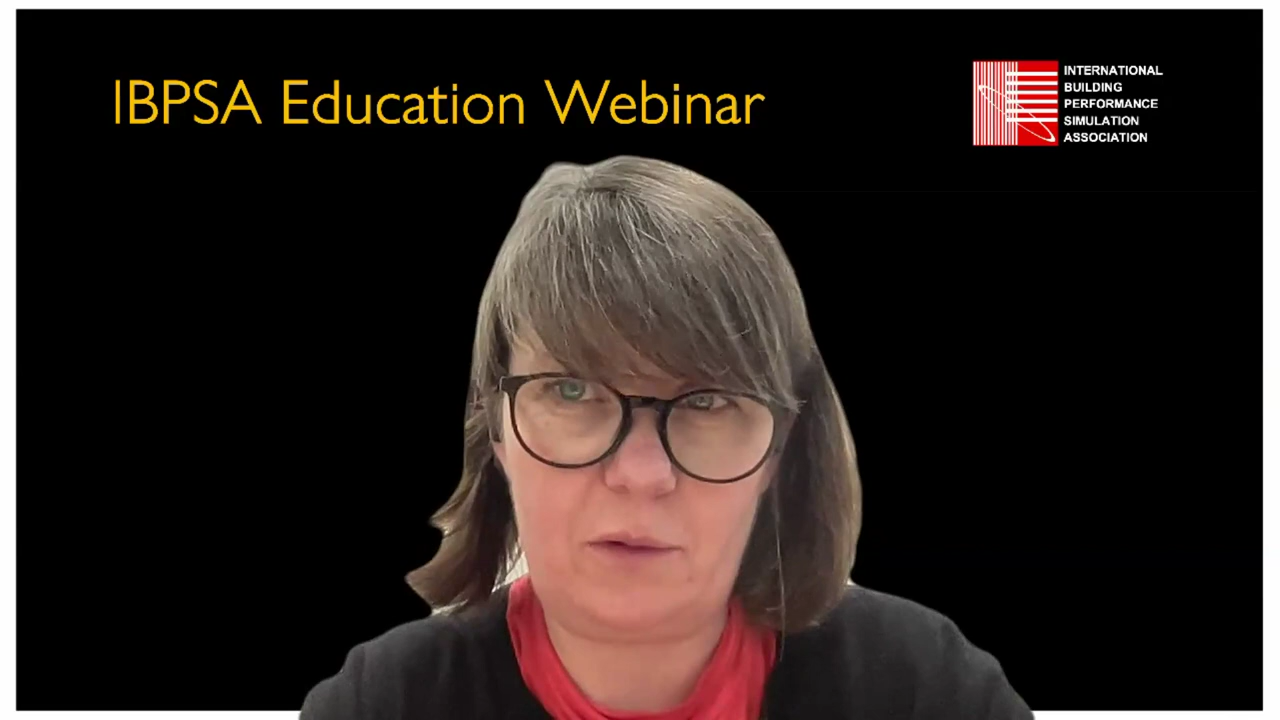 IBPSA Education Webinar
INTERNATIONAL
BUILDING
PERFORMANCE
SIMULATION
ASSOCIATION